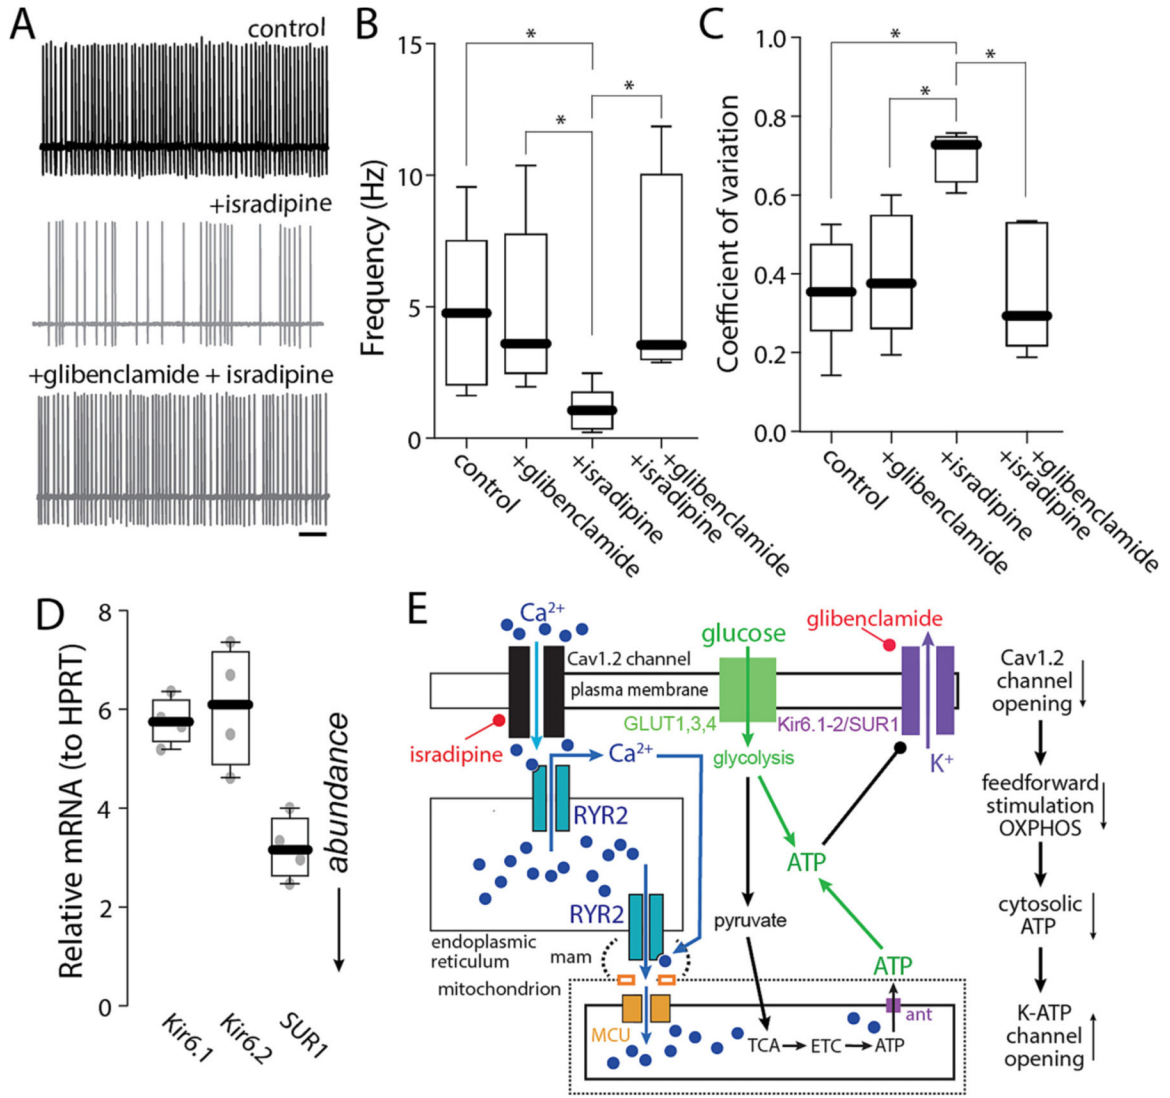 A
control
+isradipine
+glibenclamide + isradipine
B
Frequency (Hz)
15
10
5
0
*
*
*
control
+glibenclamide
+isradipine
+isradipine
+glibenclamide
C
Coefficient of variation
1.0
0.8
0.6
0.4
0.2
0.0
*
*
*
control
+glibenclamide
+isradipine
+isradipine
+glibenclamide
D
Relative mRNA (to HPRT)
8
6
4
2
0
abundance
Kir6.1
Kir6.2
SUR1
E
Ca²⁺
glucose
glibenclamide
Cav1.2 channel
plasma membrane
GLUT1,3,4
Kir6.1-2/SUR1
isradipine
Ca²⁺
glycolysis
K⁺
RYR2
ATP
RYR2
pyruvate
endoplasmic
reticulum
mam
mitochondrion
ATP
MCU
ant
TCA
ETC
ATP
Cav1.2
channel
opening
feedforward
stimulation
OXPHOS
cytosolic
ATP
K-ATP
channel
opening